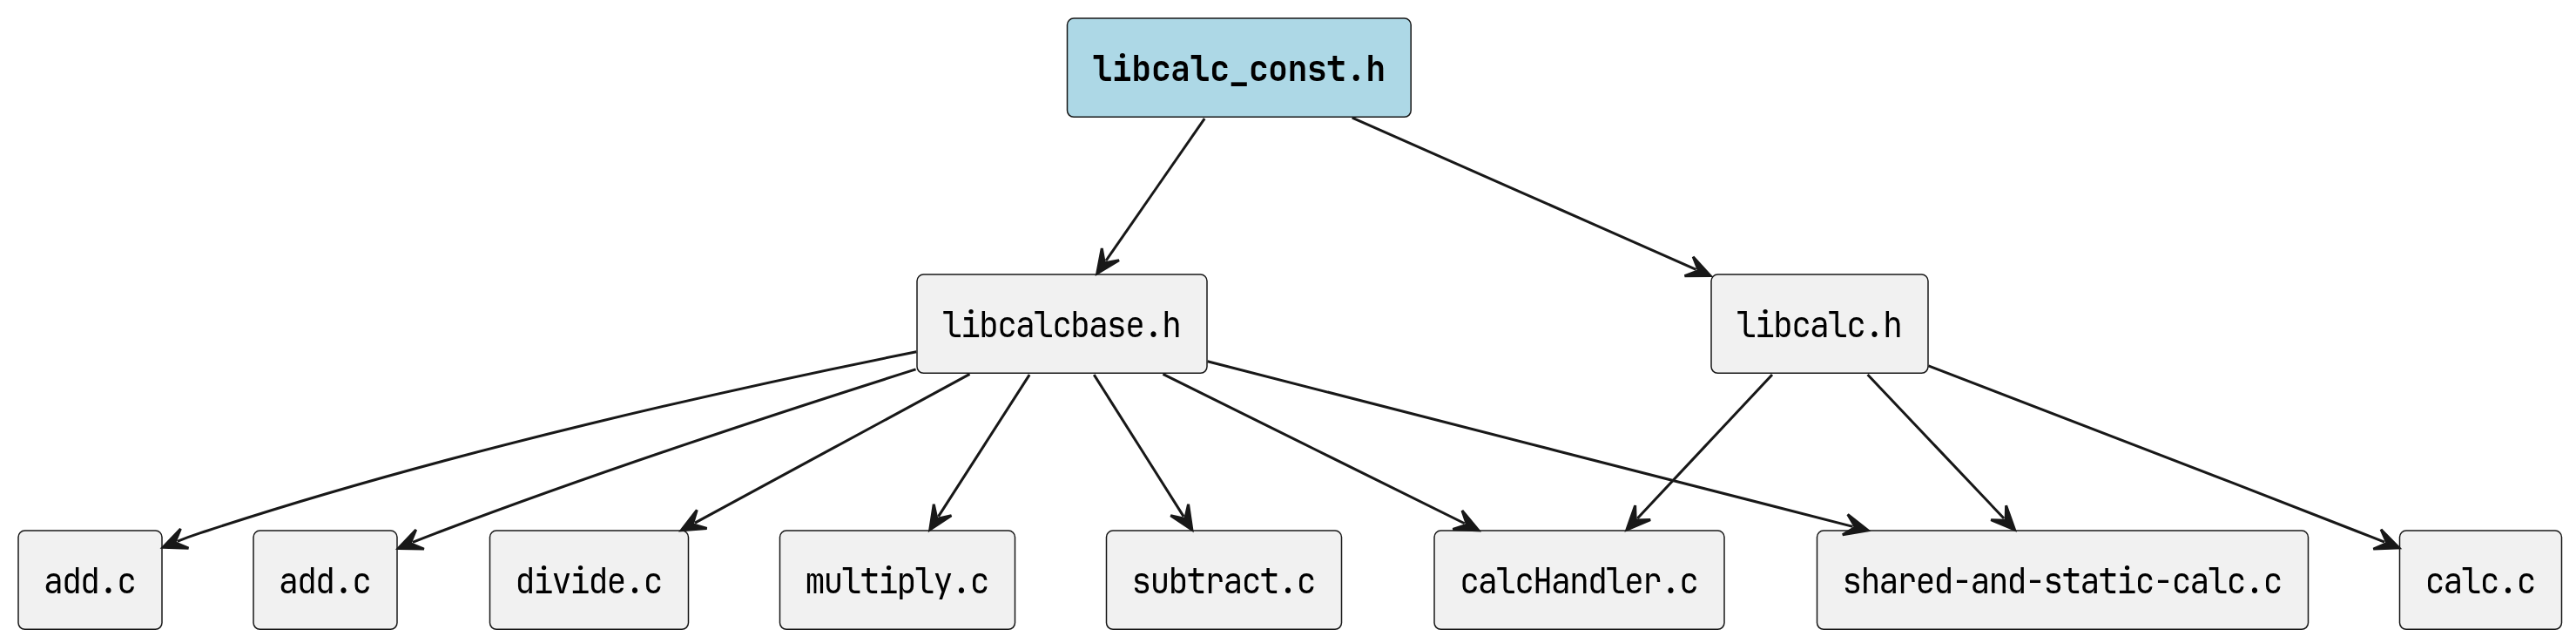 libcalc_const.h
libcalcbase.h
libcalc.h
add.c
add.c
divide.c
multiply.c
subtract.c
calcHandler.c
shared-and-static-calc.c
calc.c